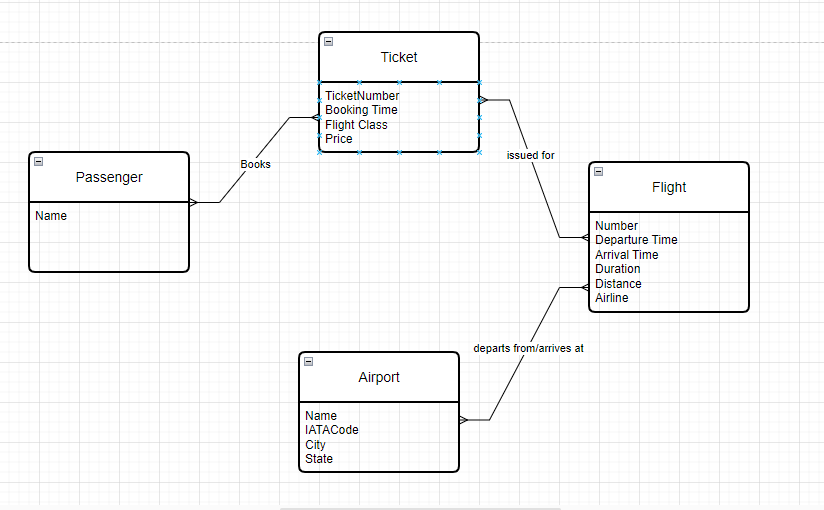 Ticket
TicketNumber
Booking Time
Flight Class
Price
Books
issued for
Passenger
Name
Flight
Number
Departure Time
Arrival Time
Duration
Distance
Airline
departs from/arrives at
Airport
Name
IATACode
City
State